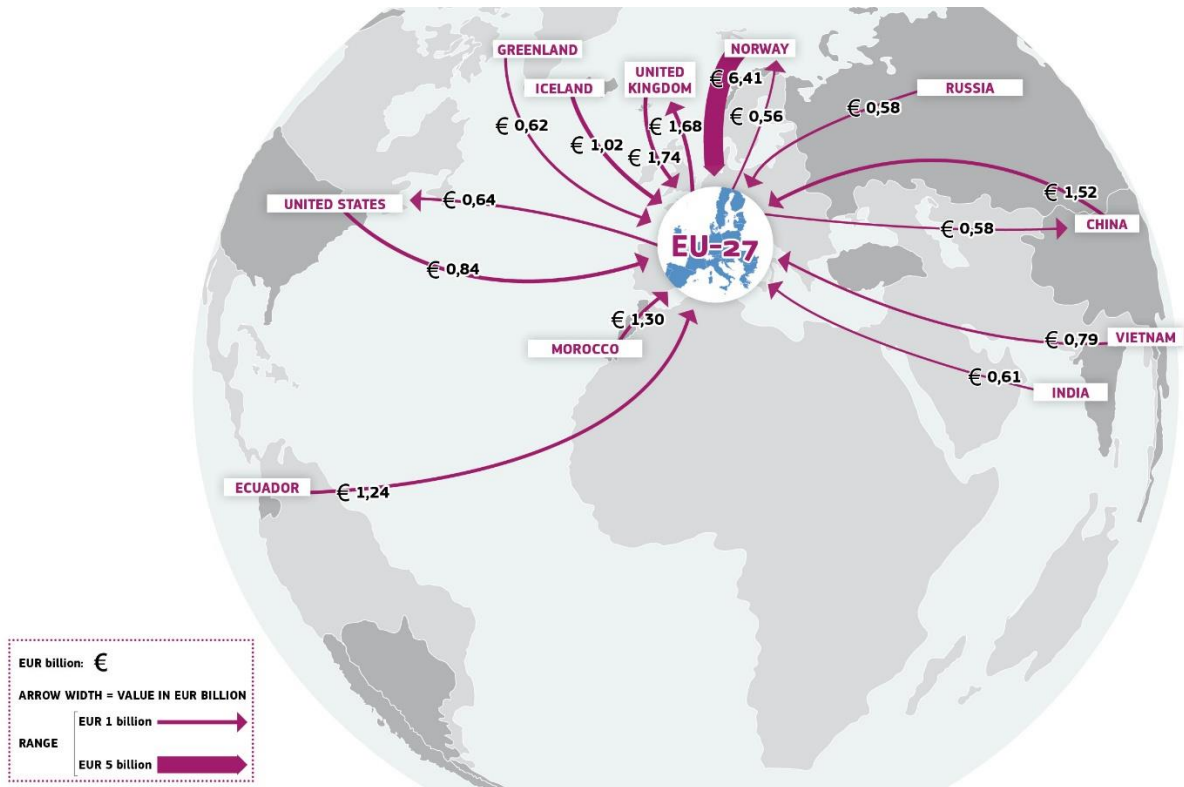 GREENLAND
NORWAY
UNITED
KINGDOM
ICELAND
RUSSIA
€ 6,41
€ 0,56
€ 0,58
€ 0,62
€ 1,68
€ 1,02
€ 1,74
UNITED STATES
€ 0,64
€ 1,52
CHINA
€ 0,58
EU-27
€ 0,84
€ 1,30
MOROCCO
€ 0,79
VIETNAM
€ 0,61
INDIA
ECUADOR
€ 1,24
EUR billion: €
ARROW WIDTH = VALUE IN EUR BILLION
RANGE
EUR 1 billion
EUR 5 billion